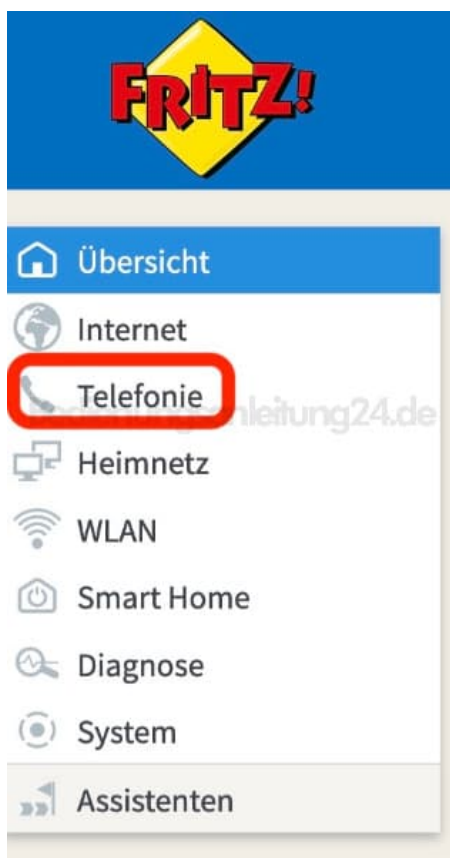 FRITZ!
Übersicht
Internet
Telefonie
Heimnetz
WLAN
Smart Home
Diagnose
System
Assistenten